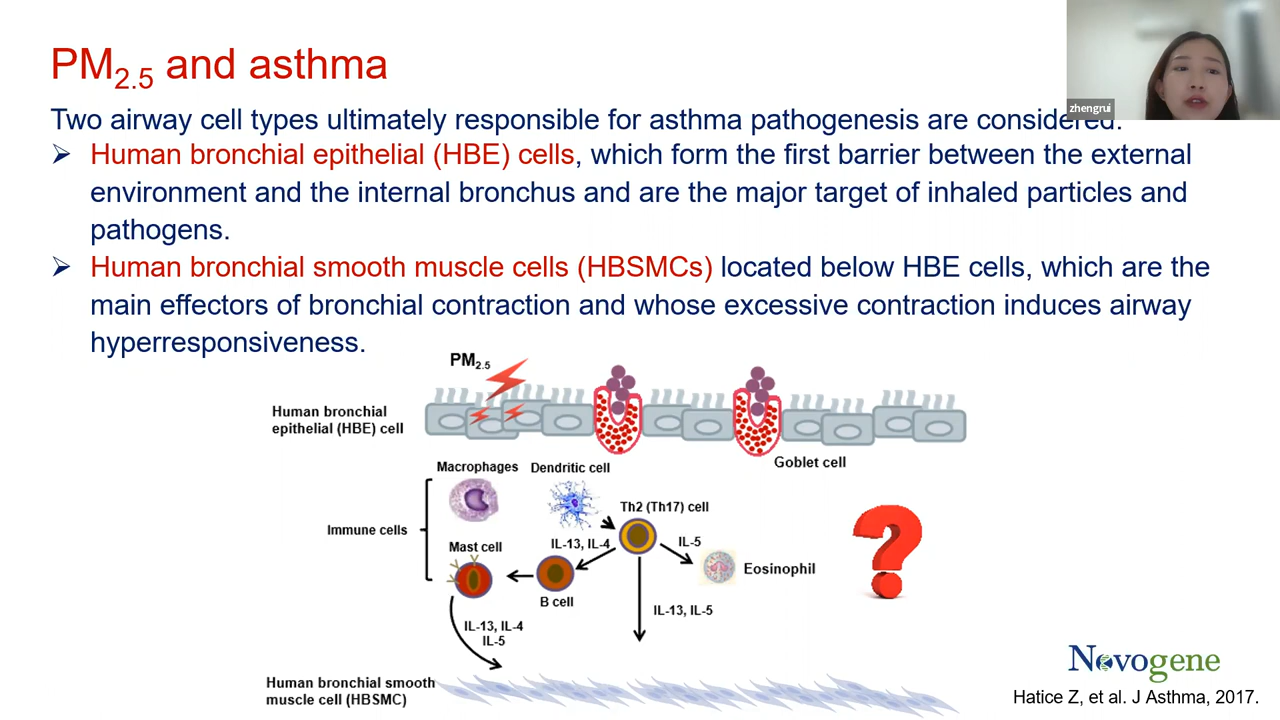 PM2.5 and asthma
zhengrui
Two airway cell types ultimately responsible for asthma pathogenesis are considered.
➢ Human bronchial epithelial (HBE) cells, which form the first barrier between the external
environment and the internal bronchus and are the major target of inhaled particles and
pathogens.
➢ Human bronchial smooth muscle cells (HBSMCs) located below HBE cells, which are the
main effectors of bronchial contraction and whose excessive contraction induces airway
hyperresponsiveness.
PM2.5
Human bronchial
epithelial (HBE) cell
Goblet cell
Macrophages
Dendritic cell
Th2 (Th17) cell
Immune cells
IL-13, IL-4
IL-5
Mast cell
Eosinophil
B cell
IL-13, IL-5
IL-13, IL-4
IL-5
Human bronchial smooth
muscle cell (HBSMC)
?
Novogene
Hatice Z, et al. J Asthma, 2017.